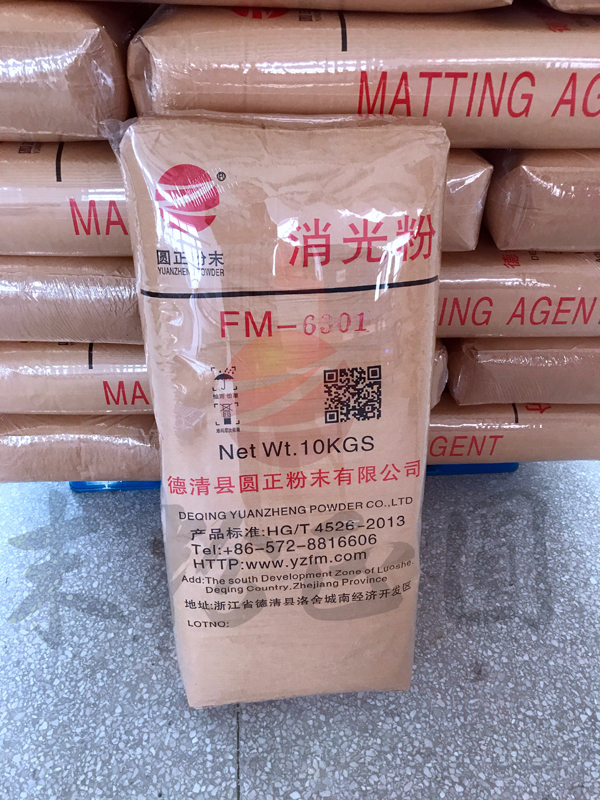 MATTING AG
MA
ING AGENT
MA
GENT
®
圆正粉末
YUANZHENG POWDER
消光粉
FM-6301
Net Wt.10KGS
德清县圆正粉末有限公司
DEQING YUANZHENG POWDER CO.,LTD
产品标准:HG/T 4526-2013
Tel:+86-572-8816606
HTTP:www.yzfm.com
Add:The south Development Zone of Luoshe,
Deqing Country,Zhejiang Province
地址:浙江省德清县洛舍城南经济开发区
LOTNO: